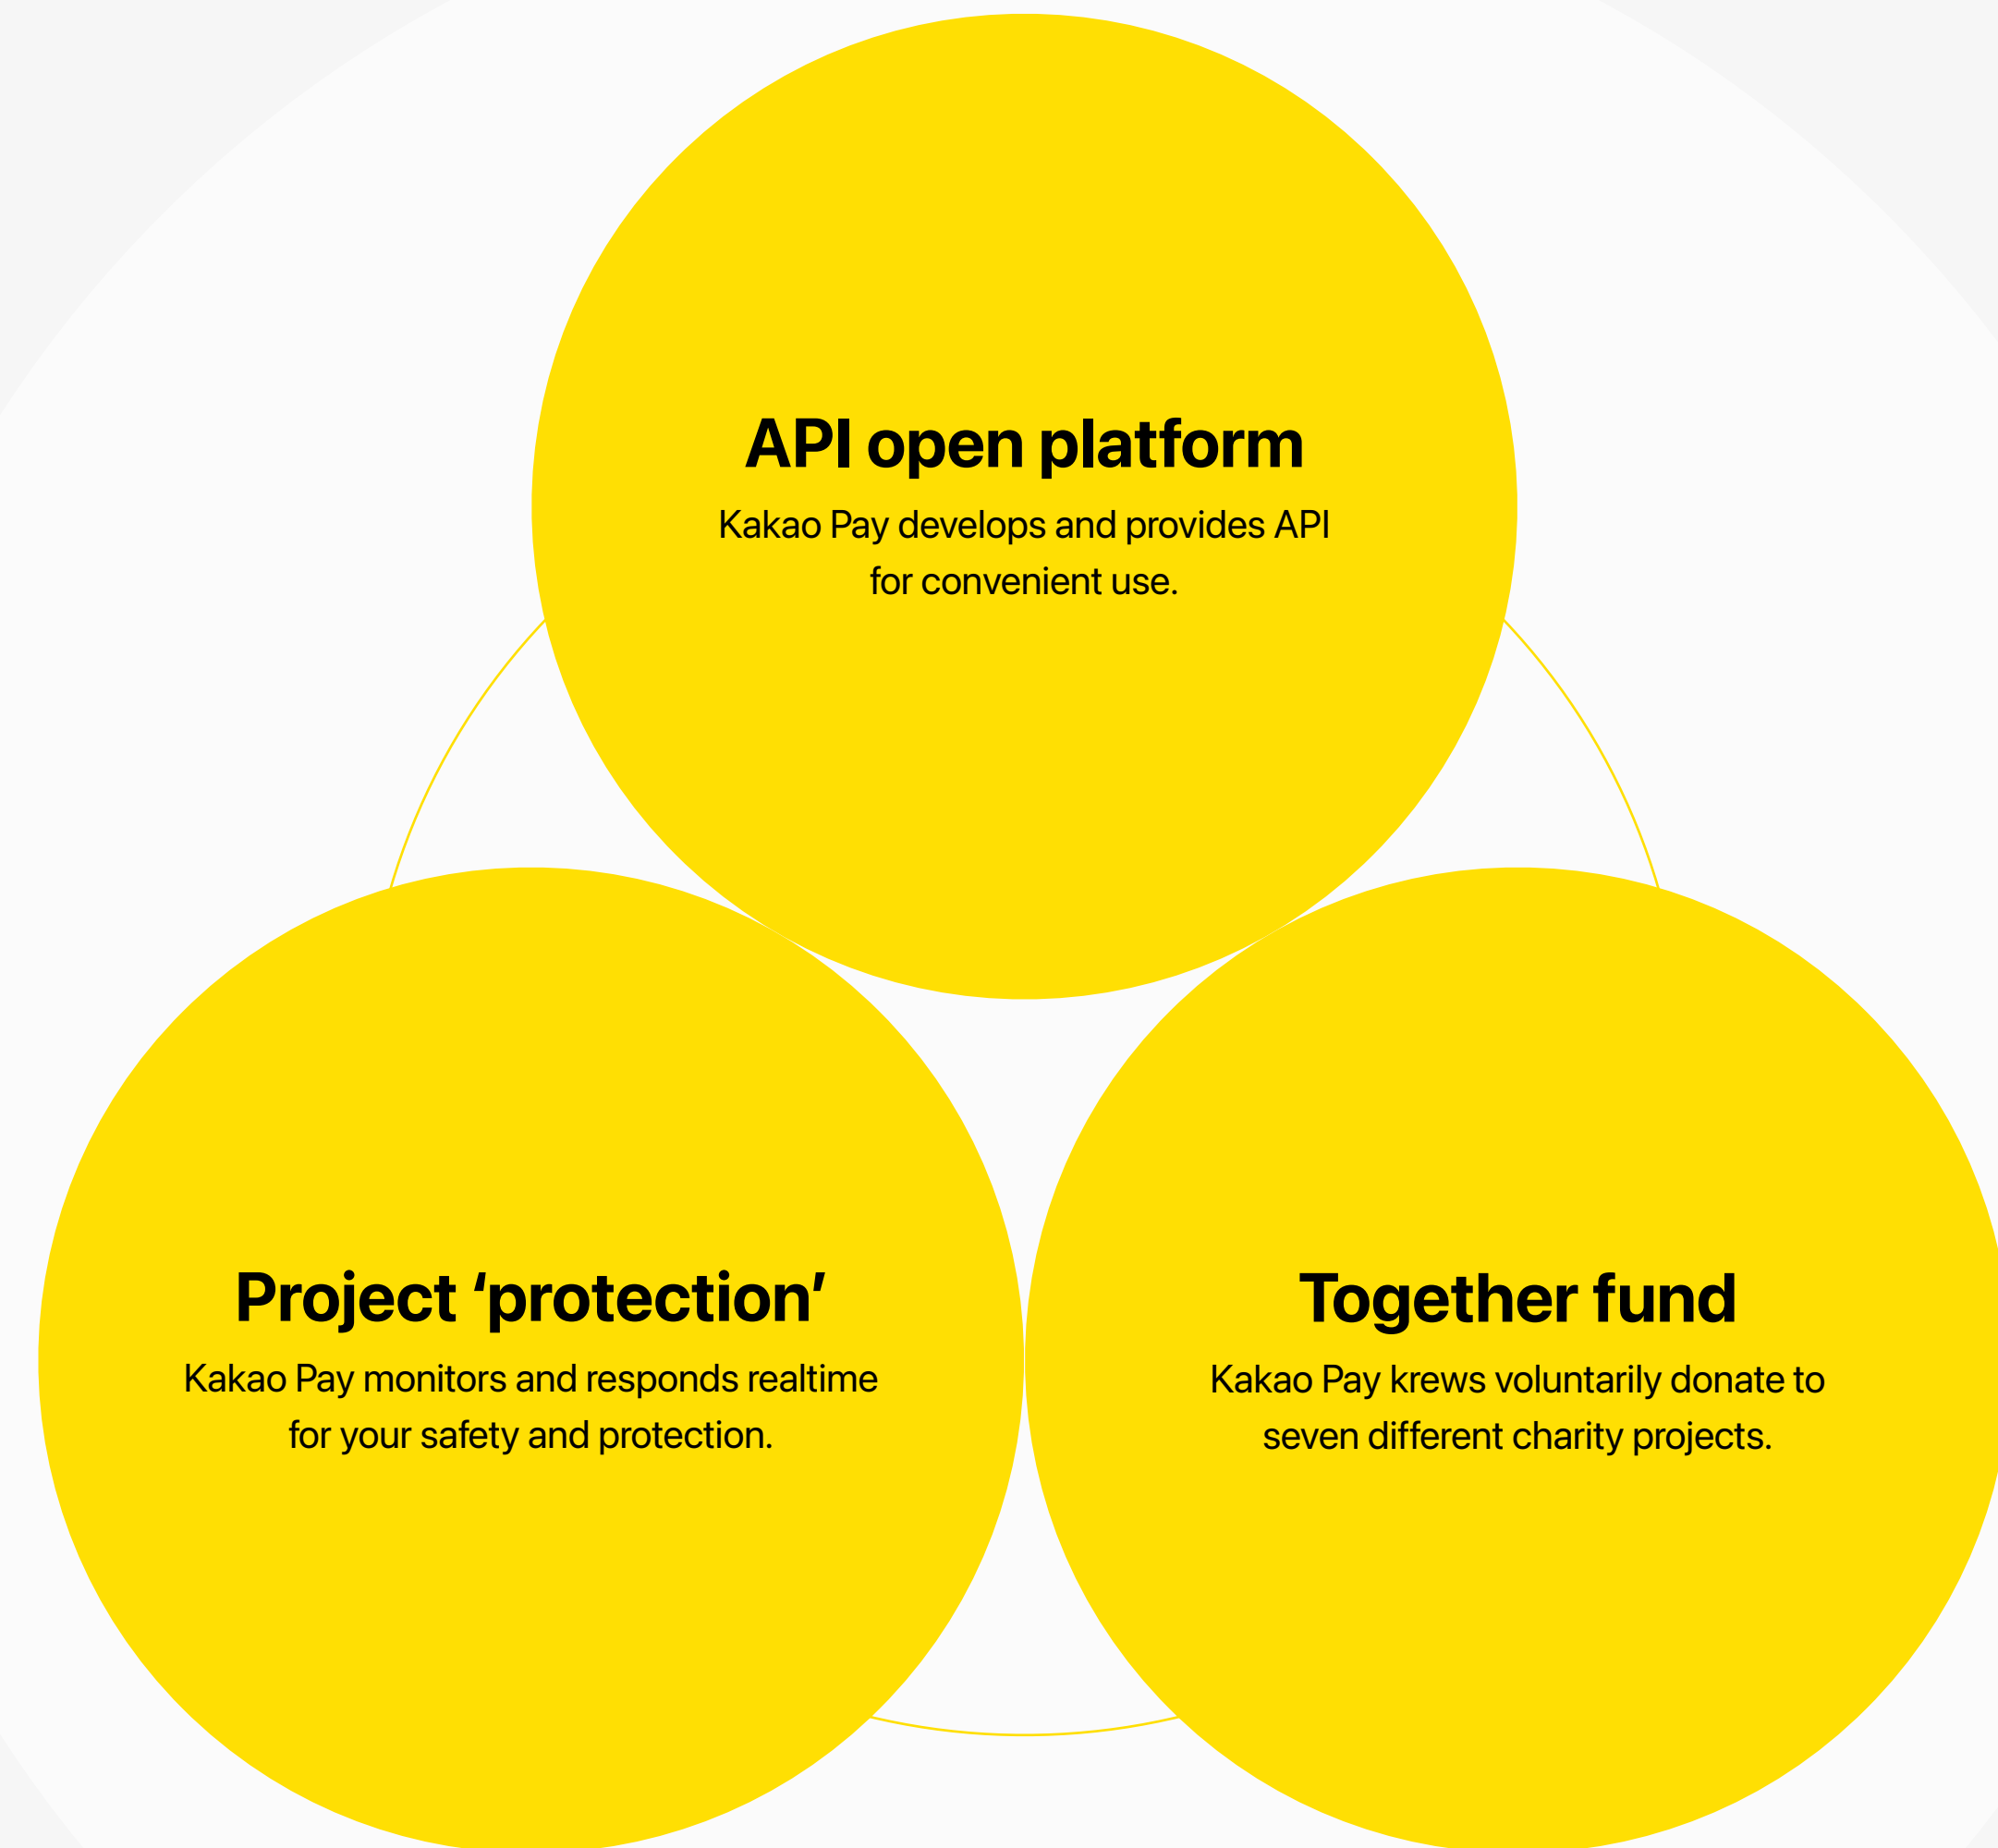 API open platform
Kakao Pay develops and provides API
for convenient use.
Project ‘protection’
Kakao Pay monitors and responds realtime
for your safety and protection.
Together fund
Kakao Pay krews voluntarily donate to
seven different charity projects.